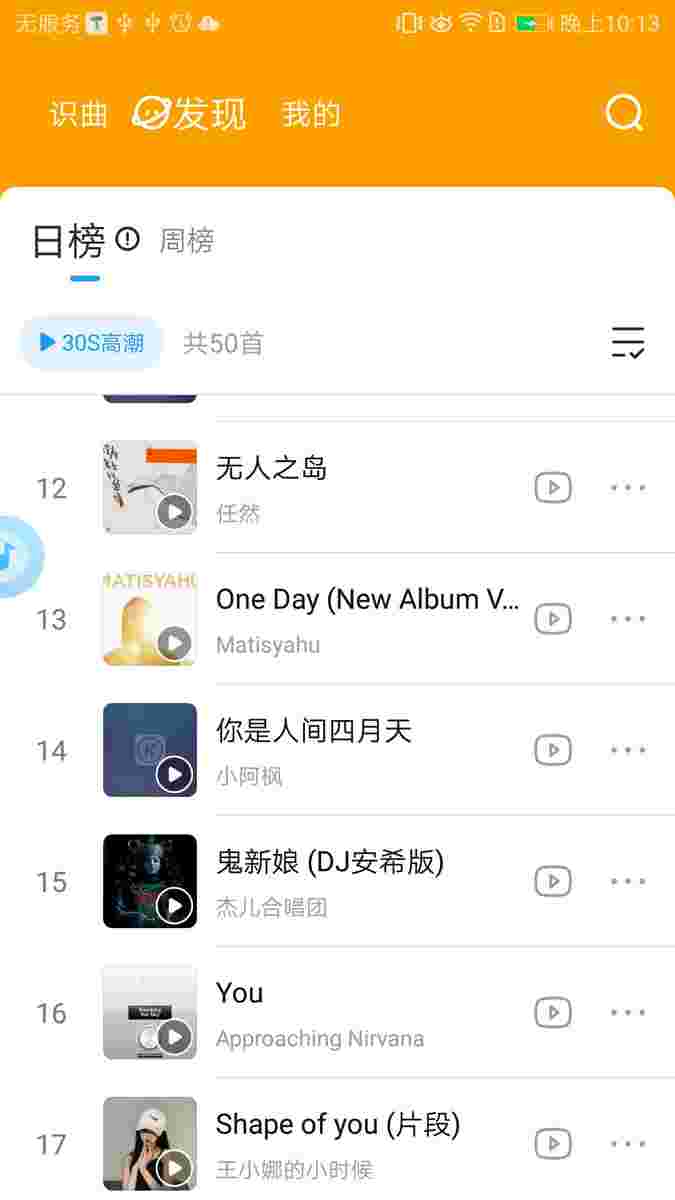 无服务 晚上10:13
识曲 发现 我的
日榜 周榜
30S高潮 共50首
12 无人之岛
任然
MATISYAHU
13 One Day (New Album V...
Matisyahu
14 你是人间四月天
小阿枫
15 鬼新娘 (DJ安希版)
杰儿合唱团
16 You
Approaching Nirvana
17 Shape of you (片段)
王小娜的小时候